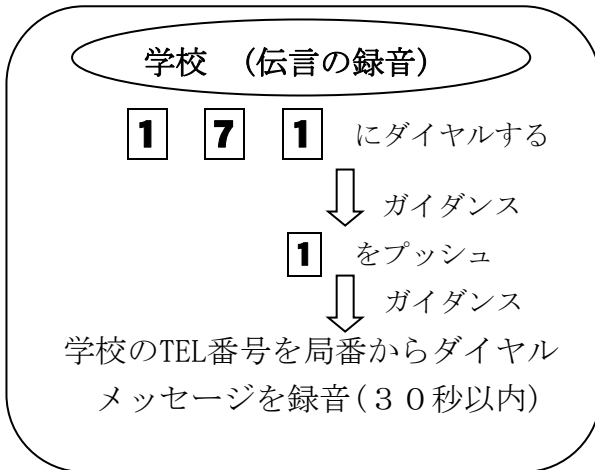 学校 (伝言の録音)
1 7 1 にダイヤルする
ガイダンス
1 をプッシュ
ガイダンス
学校のTEL番号を局番からダイヤル
メッセージを録音(30秒以内)